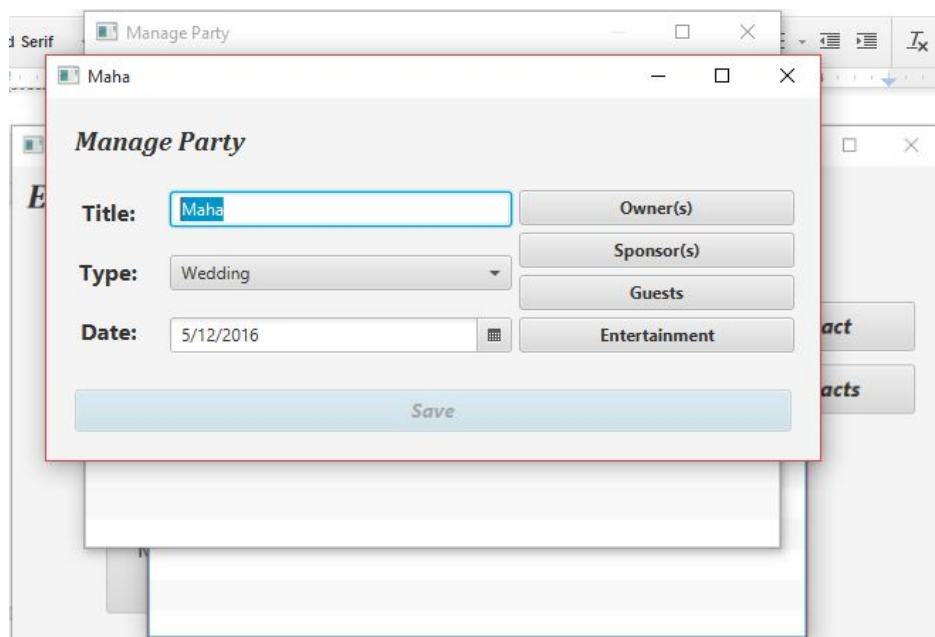 d Serif
Manage Party
Maha
Manage Party
E
Title: Maha
Type: Wedding
Date: 5/12/2016
Owner(s)
Sponsor(s)
Guests
Entertainment
Save
act
acts